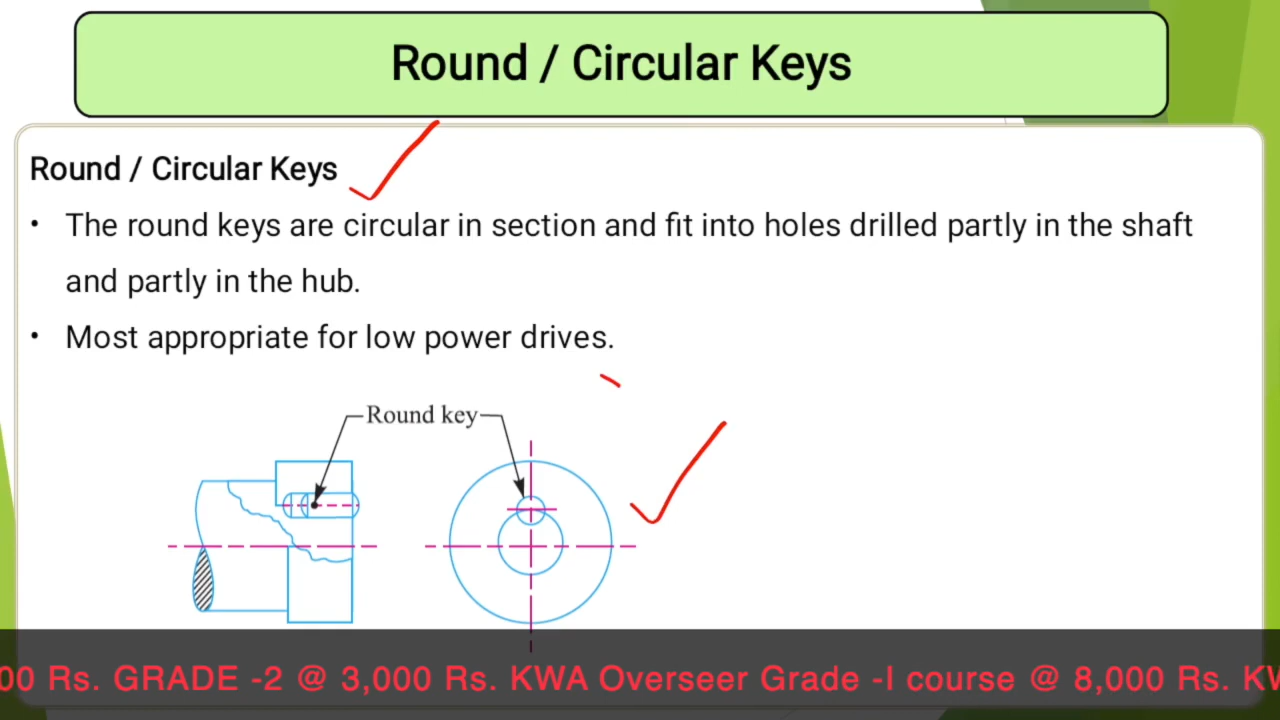 Round / Circular Keys
Round / Circular Keys
• The round keys are circular in section and fit into holes drilled partly in the shaft
and partly in the hub.
• Most appropriate for low power drives.
Round key
00 Rs. GRADE -2 @ 3,000 Rs. KWA Overseer Grade -I course @ 8,000 Rs. KW